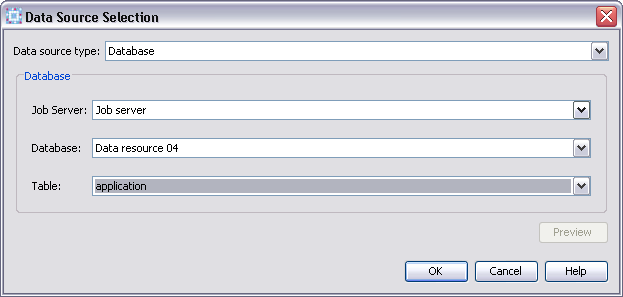 Data Source Selection
Data source type: Database
Database
Job Server: Job server
Database: Data resource 04
Table: application
Preview
OK Cancel Help